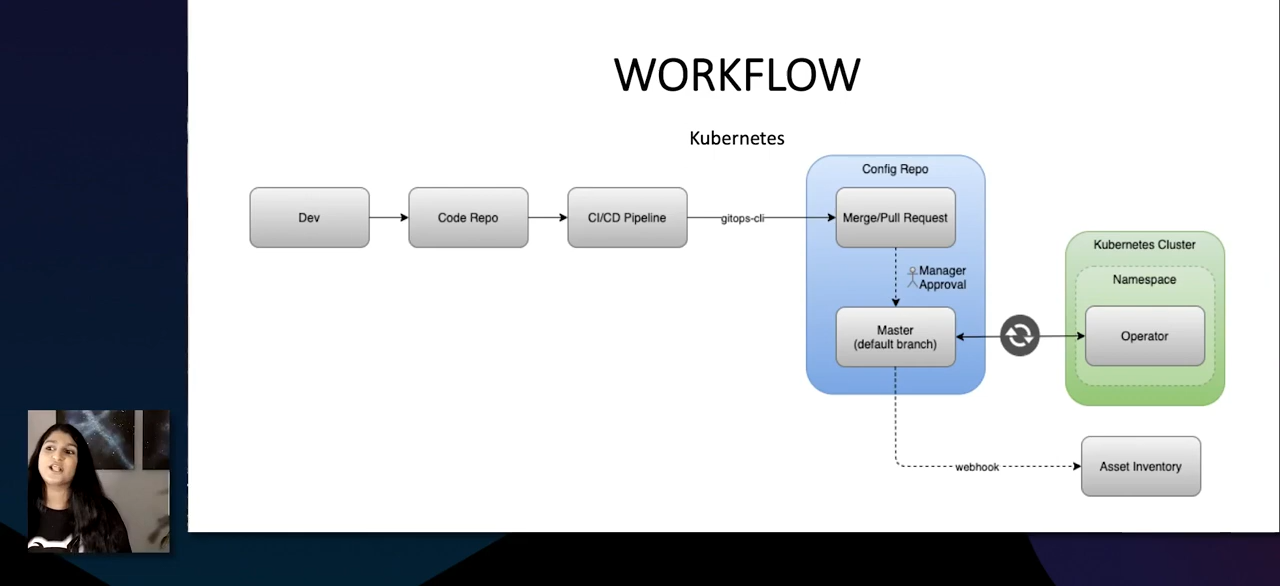 WORKFLOW
Kubernetes
Config Repo
Dev
Code Repo
CI/CD Pipeline
gitops-cli
Merge/Pull Request
Manager
Approval
Kubernetes Cluster
Namespace
Operator
Master
(default branch)
webhook
Asset Inventory